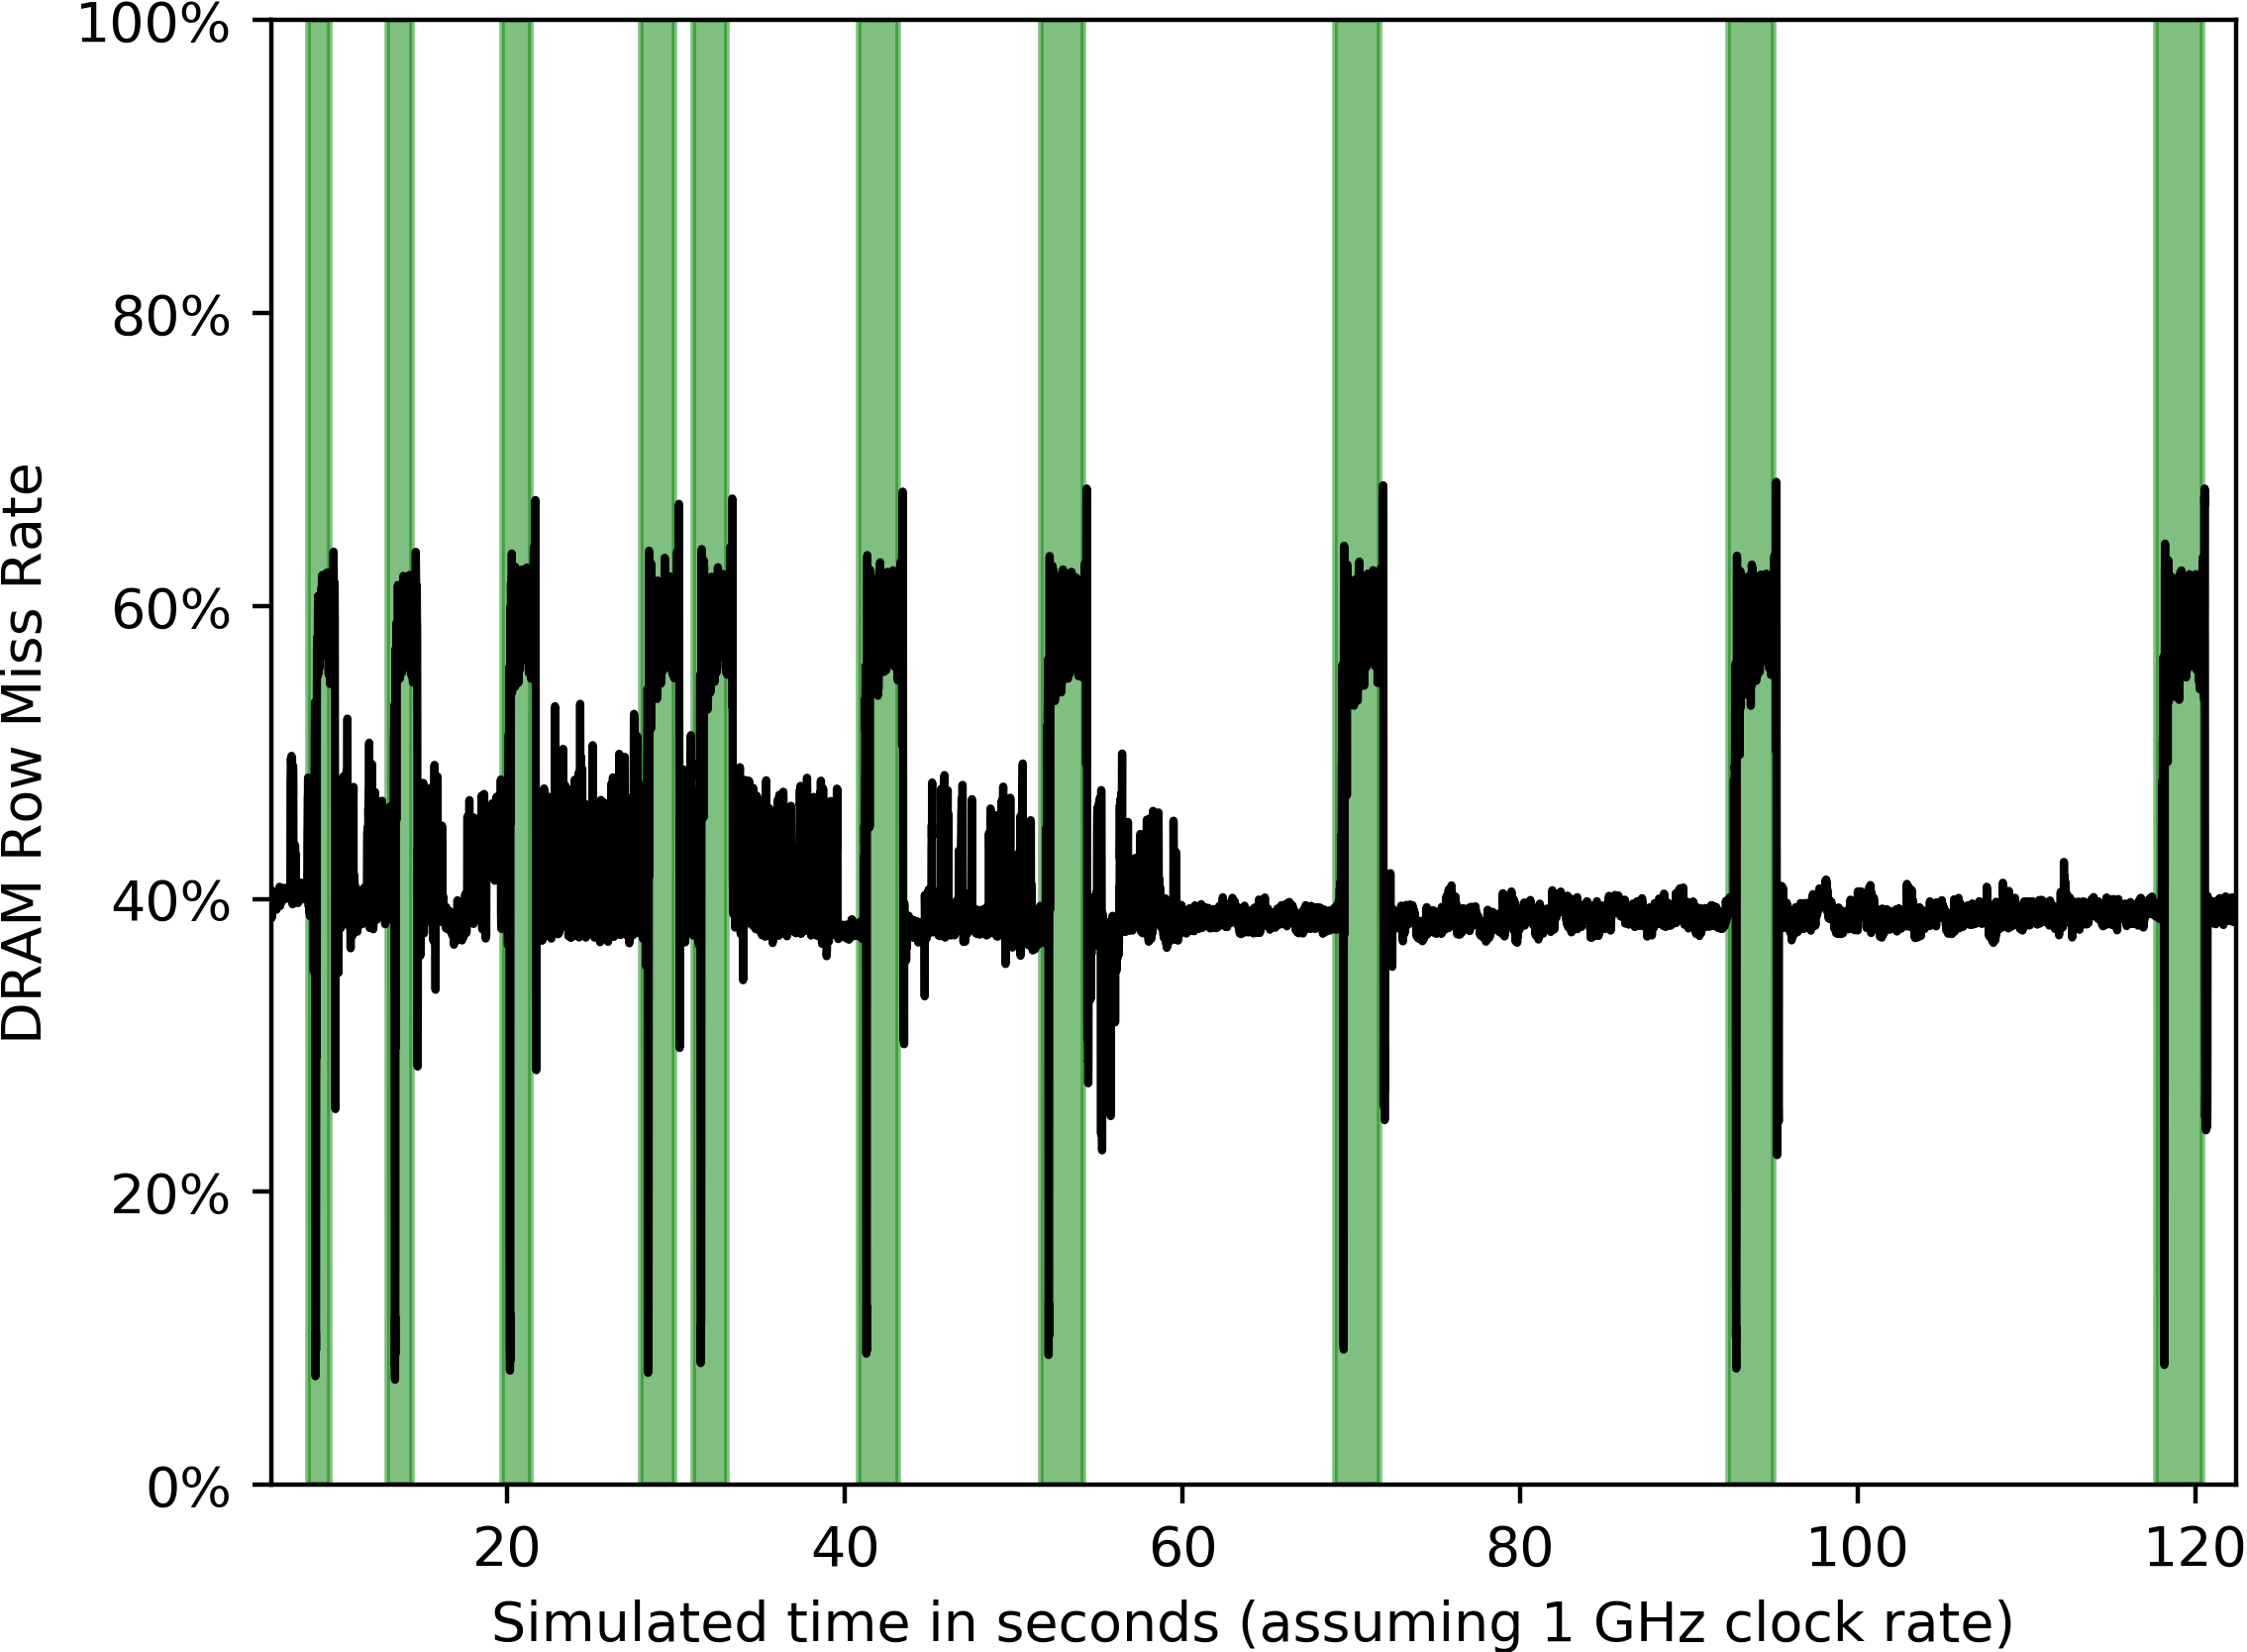 100%
80%
60%
40%
20%
0%
DRAM Row Miss Rate
20 40 60 80 100 120
Simulated time in seconds (assuming 1 GHz clock rate)